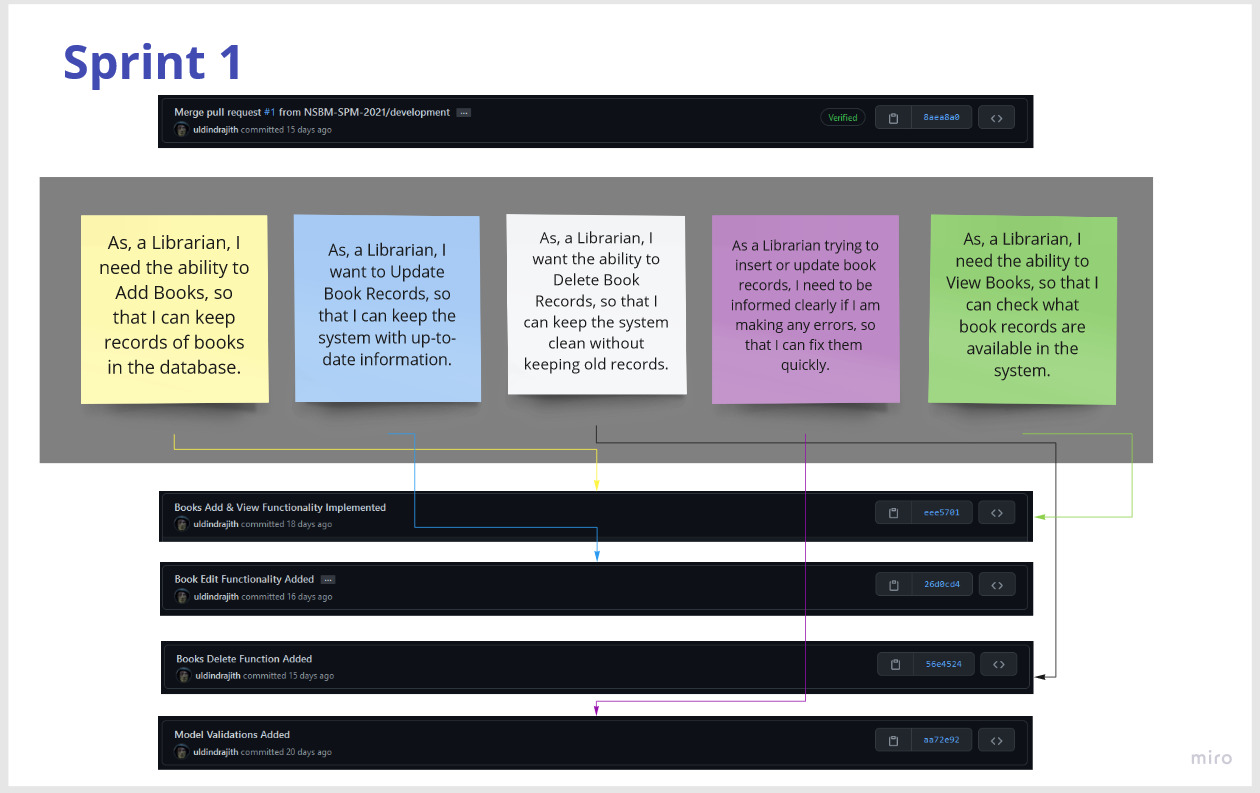 Sprint 1
Merge pull request #1 from NSBM-SPM-2021/development ...
uldindrajith committed 15 days ago
Verified
8aea8a0
As, a Librarian, I
need the ability to
Add Books, so
that I can keep
records of books
in the database.
As, a Librarian, I
want to Update
Book Records, so
that I can keep the
system with up-to-
date information.
As, a Librarian, I
want the ability to
Delete Book
Records, so that I
can keep the system
clean without
keeping old records.
As a Librarian trying to
insert or update book
records, I need to be
informed clearly if I am
making any errors, so
that I can fix them
quickly.
As, a Librarian, I
need the ability to
View Books, so that I
can check what
book records are
available in the
system.
Books Add & View Functionality Implemented
uldindrajith committed 18 days ago
eee5701
Book Edit Functionality Added ...
uldindrajith committed 16 days ago
26d0cd4
Books Delete Function Added
uldindrajith committed 15 days ago
56e4524
Model Validations Added
uldindrajith committed 20 days ago
aa72e92
miro